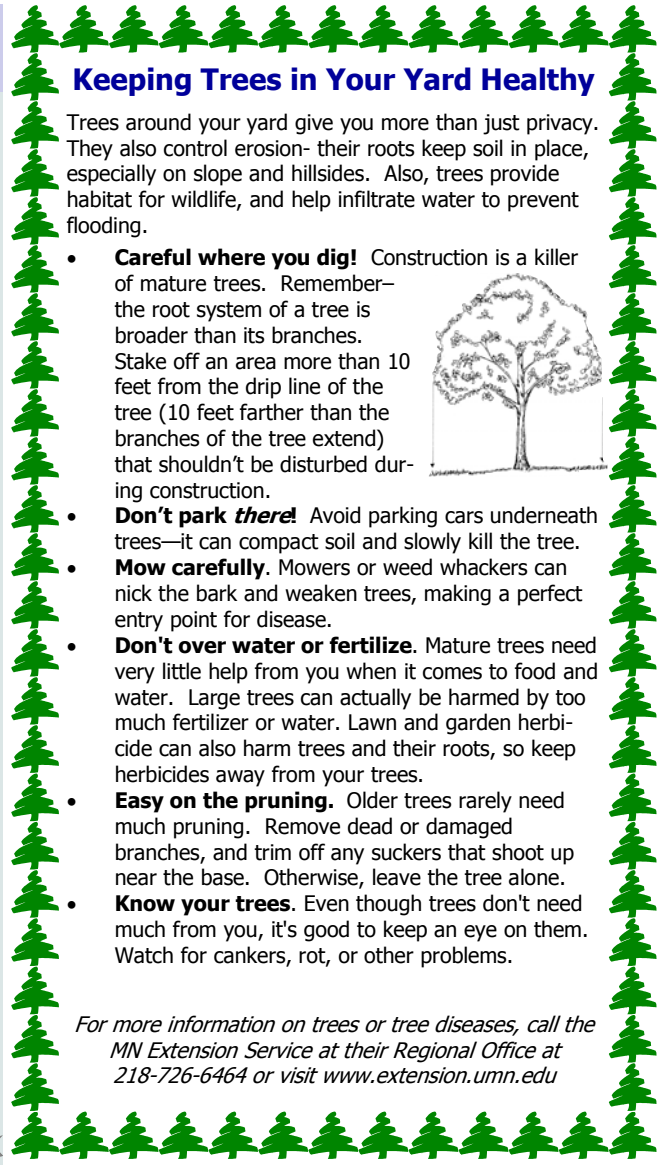 Keeping Trees in Your Yard Healthy
Trees around your yard give you more than just privacy.
They also control erosion- their roots keep soil in place,
especially on slope and hillsides. Also, trees provide
habitat for wildlife, and help infiltrate water to prevent
flooding.
• Careful where you dig! Construction is a killer
of mature trees. Remember–
the root system of a tree is
broader than its branches.
Stake off an area more than 10
feet from the drip line of the
tree (10 feet farther than the
branches of the tree extend)
that shouldn’t be disturbed dur-
ing construction.
• Don’t park there! Avoid parking cars underneath
trees—it can compact soil and slowly kill the tree.
• Mow carefully. Mowers or weed whackers can
nick the bark and weaken trees, making a perfect
entry point for disease.
• Don't over water or fertilize. Mature trees need
very little help from you when it comes to food and
water. Large trees can actually be harmed by too
much fertilizer or water. Lawn and garden herbi-
cide can also harm trees and their roots, so keep
herbicides away from your trees.
• Easy on the pruning. Older trees rarely need
much pruning. Remove dead or damaged
branches, and trim off any suckers that shoot up
near the base. Otherwise, leave the tree alone.
• Know your trees. Even though trees don't need
much from you, it's good to keep an eye on them.
Watch for cankers, rot, or other problems.
For more information on trees or tree diseases, call the
MN Extension Service at their Regional Office at
218-726-6464 or visit www.extension.umn.edu